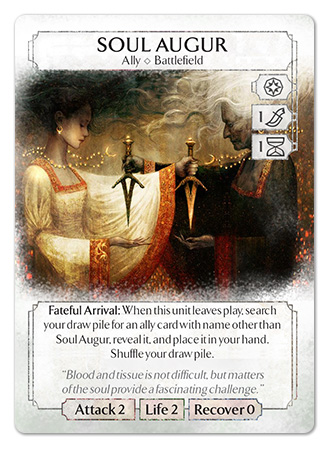 SOUL AUGUR
Ally ◇ Battlefield
1
1
Fateful Arrival: When this unit leaves play, search
your draw pile for an ally card with name other than
Soul Augur, reveal it, and place it in your hand.
Shuffle your draw pile.
“Blood and tissue is not difficult, but matters
of the soul provide a fascinating challenge.”
Attack 2 Life 2 Recover 0